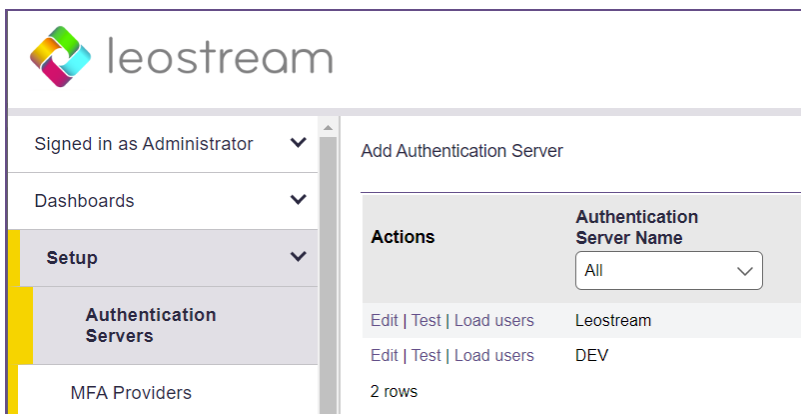 leostream
Signed in as Administrator
Dashboards
Setup
Authentication
Servers
MFA Providers
Add Authentication Server
Actions
Authentication
Server Name
All
Edit | Test | Load users Leostream
Edit | Test | Load users DEV
2 rows